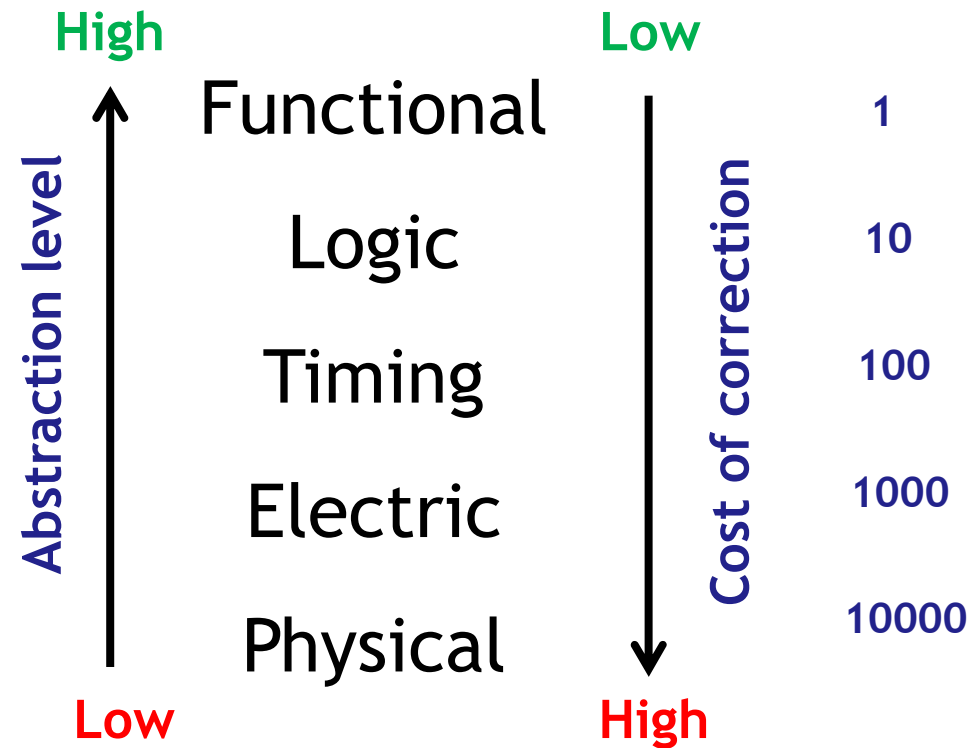 High
Low
Functional
1
Abstraction level
Cost of correction
Logic
10
Timing
100
Electric
1000
Physical
10000
Low
High